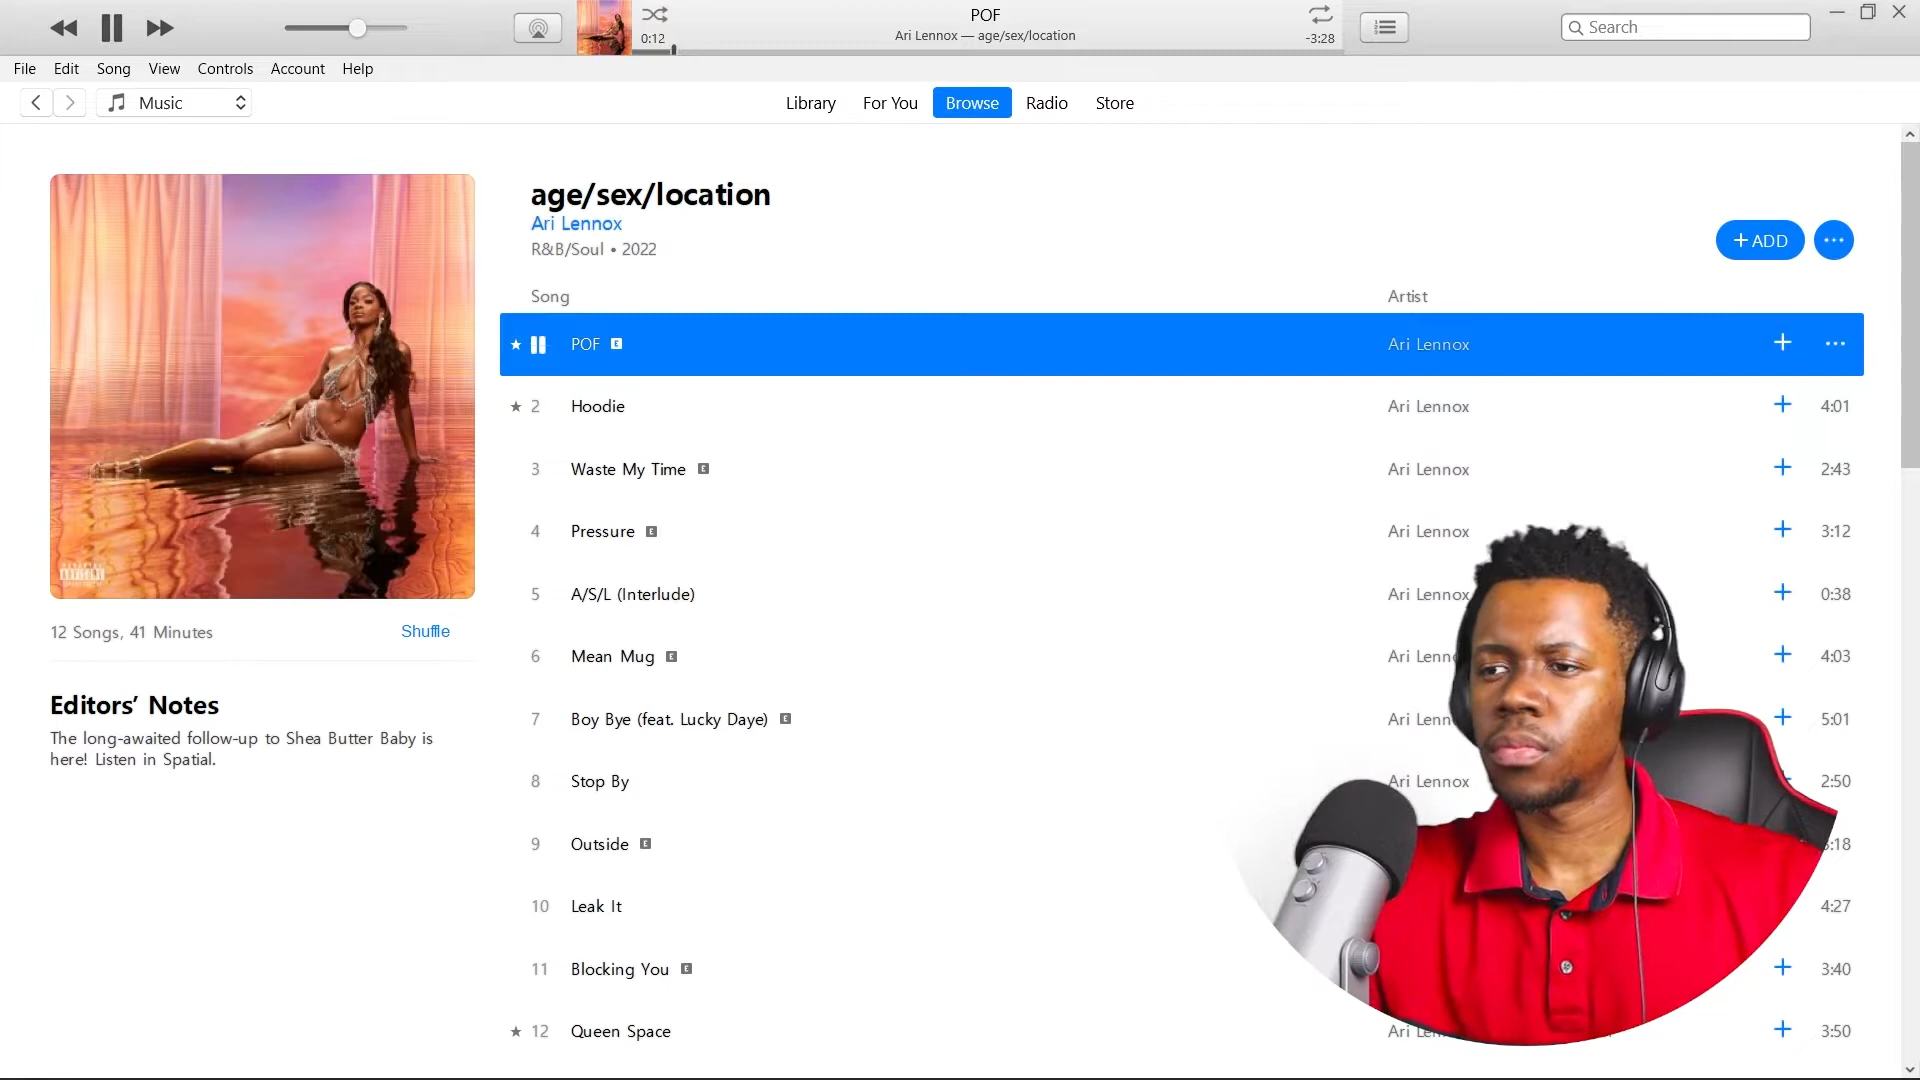 POF
0:12
Ari Lennox — age/sex/location
-3:28
Search
File Edit Song View Controls Account Help
Music
Library For You Browse Radio Store
age/sex/location
Ari Lennox
R&B/Soul • 2022
+ ADD
Song Artist
POF E Ari Lennox
2 Hoodie Ari Lennox 4:01
3 Waste My Time E Ari Lennox 2:43
4 Pressure E Ari Lennox 3:12
5 A/S/L (Interlude) Ari Lennox 0:38
6 Mean Mug E Ari 4:03
7 Boy Bye (feat. Lucky Daye) E Ari 5:01
8 Stop By Ari Lennox 2:50
9 Outside E :18
10 Leak It 4:27
11 Blocking You E 3:40
12 Queen Space Ari 3:50
ADVISORY
12 Songs, 41 Minutes Shuffle
Editors’ Notes
The long-awaited follow-up to Shea Butter Baby is
here! Listen in Spatial.